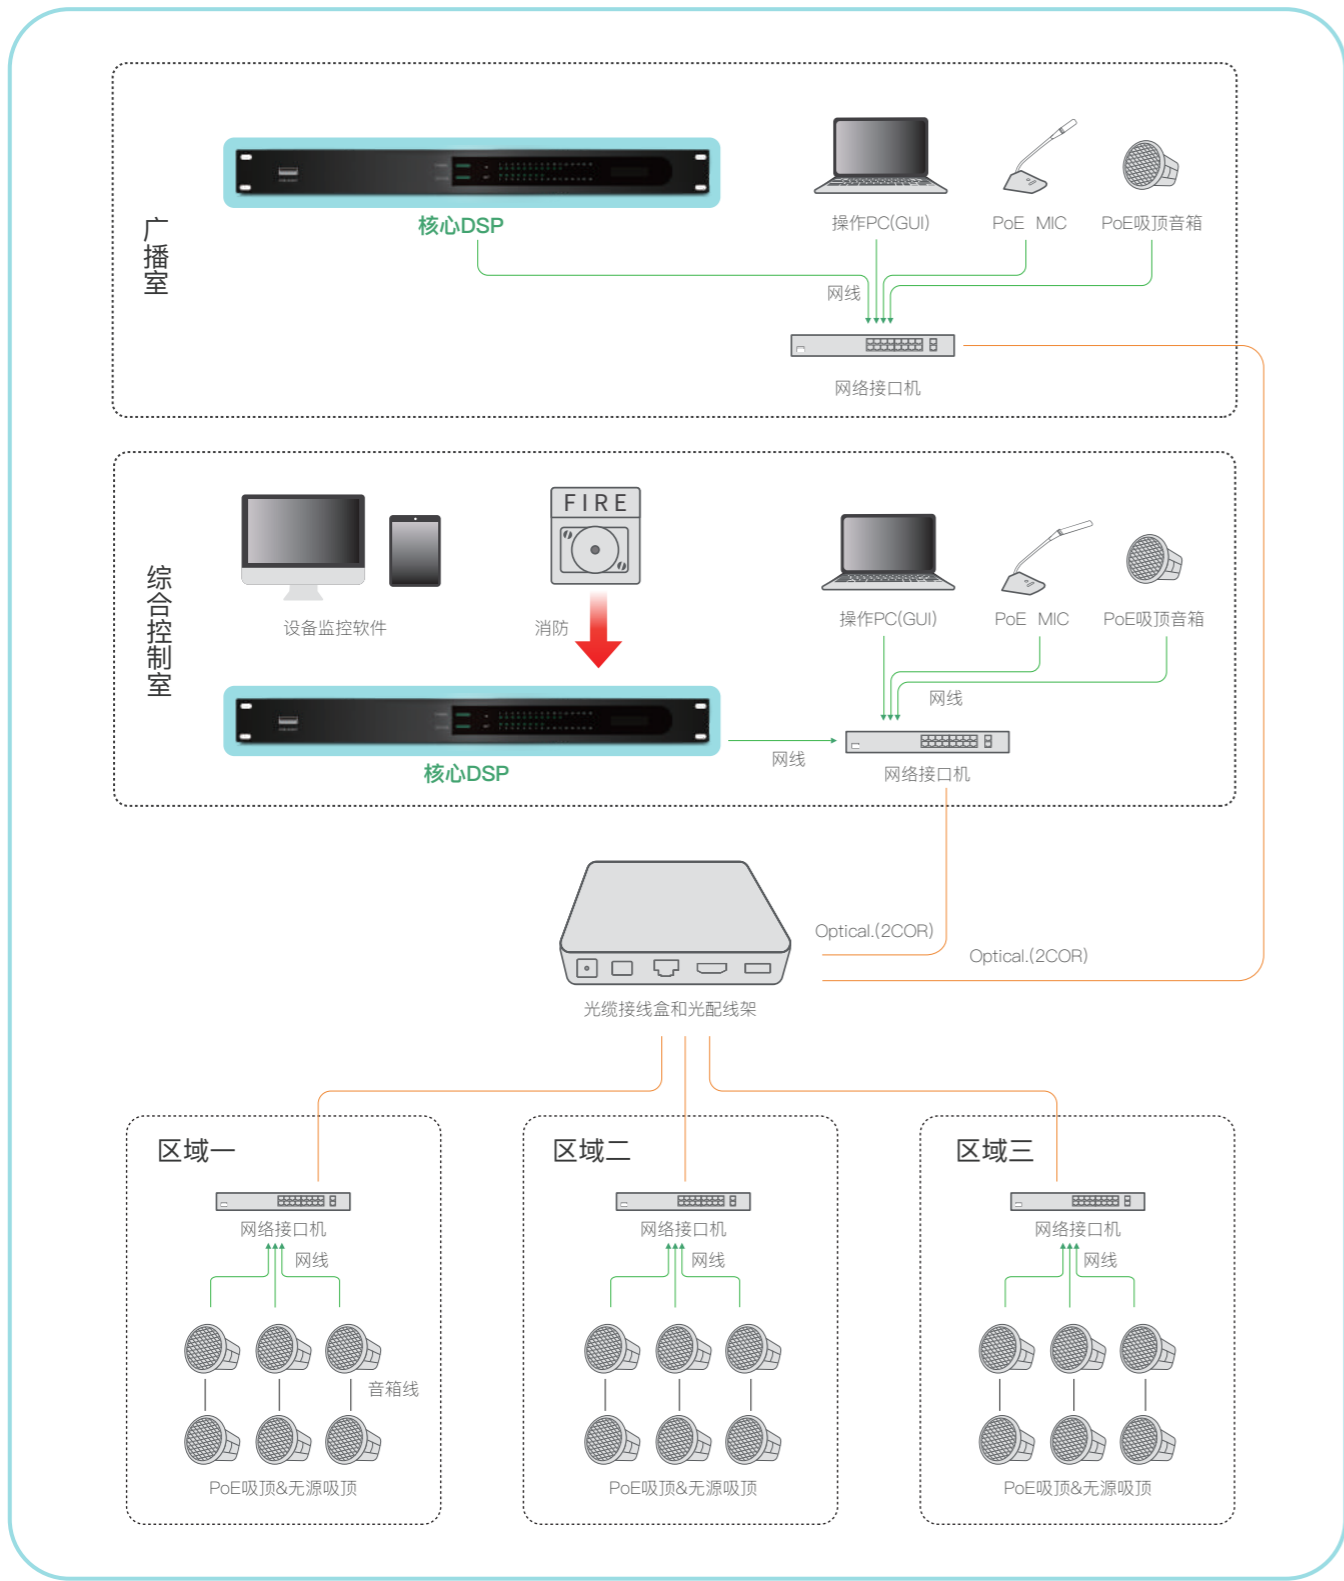 广播室
核心DSP
操作PC(GUI)
PoE MIC
PoE吸顶音箱
网线
网络接口机
综合控制室
设备监控软件
FIRE
消防
操作PC(GUI)
PoE MIC
PoE吸顶音箱
网线
核心DSP
网线
网络接口机
Optical.(2COR)
Optical.(2COR)
光缆接线盒和光配线架
区域一
网络接口机
网线
音箱线
PoE吸顶&无源吸顶
区域二
网络接口机
网线
PoE吸顶&无源吸顶
区域三
网络接口机
网线
PoE吸顶&无源吸顶